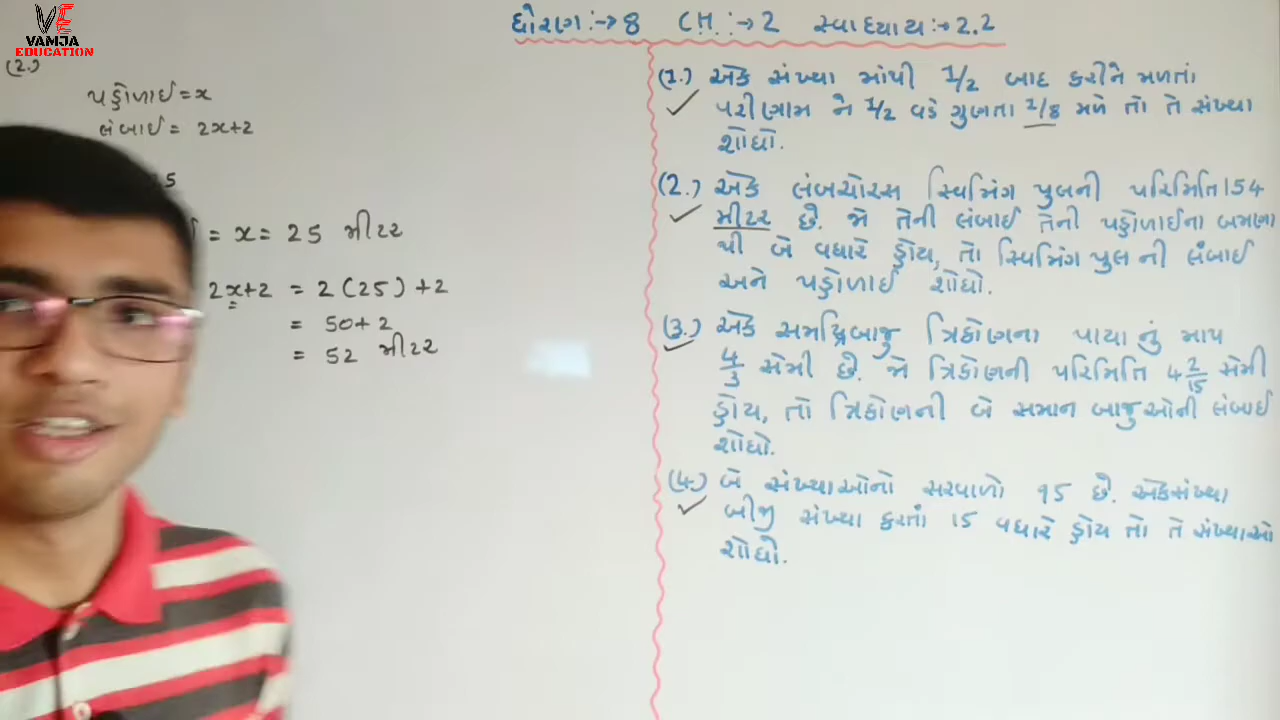 VE
VAMJA
EDUCATION
ધોરણ:→8 CH.:→2 સ્વાધ્યાય:→2.2
(2.)
પહોળાઈ = x
લંબાઈ = 2x+2
5
= x = 25 મીટર
2x+2 = 2(25)+2
= 50+2
= 52 મીટર
(1.) એક સંખ્યા માંથી 1/2 બાદ કરીને મળતાં
પરીણામ ને 1/2 વડે ગુણતા 1/8 મળે તો તે સંખ્યા
શોધો.
(2.) એક લંબચોરસ સ્વિમિંગ પુલની પરિમિતિ 154
મીટર છે. જો તેની લંબાઈ તેની પહોળાઈના બમણા
થી બે વધારે હોય, તો સ્વિમિંગ પુલ ની લંબાઈ
અને પહોળાઈ શોધો.
(3.) એક સમદ્વિબાજુ ત્રિકોણના પાયા નું માપ
4/3 સેમી છે. જો ત્રિકોણની પરિમિતિ 4 2/15 સેમી
હોય, તો ત્રિકોણની બે સમાન બાજુઓની લંબાઈ
શોધો.
(4.) બે સંખ્યાઓનો સરવાળો 95 છે. એક સંખ્યા
બીજી સંખ્યા કરતાં 15 વધારે હોય તો તે સંખ્યાઓ
શોધો.